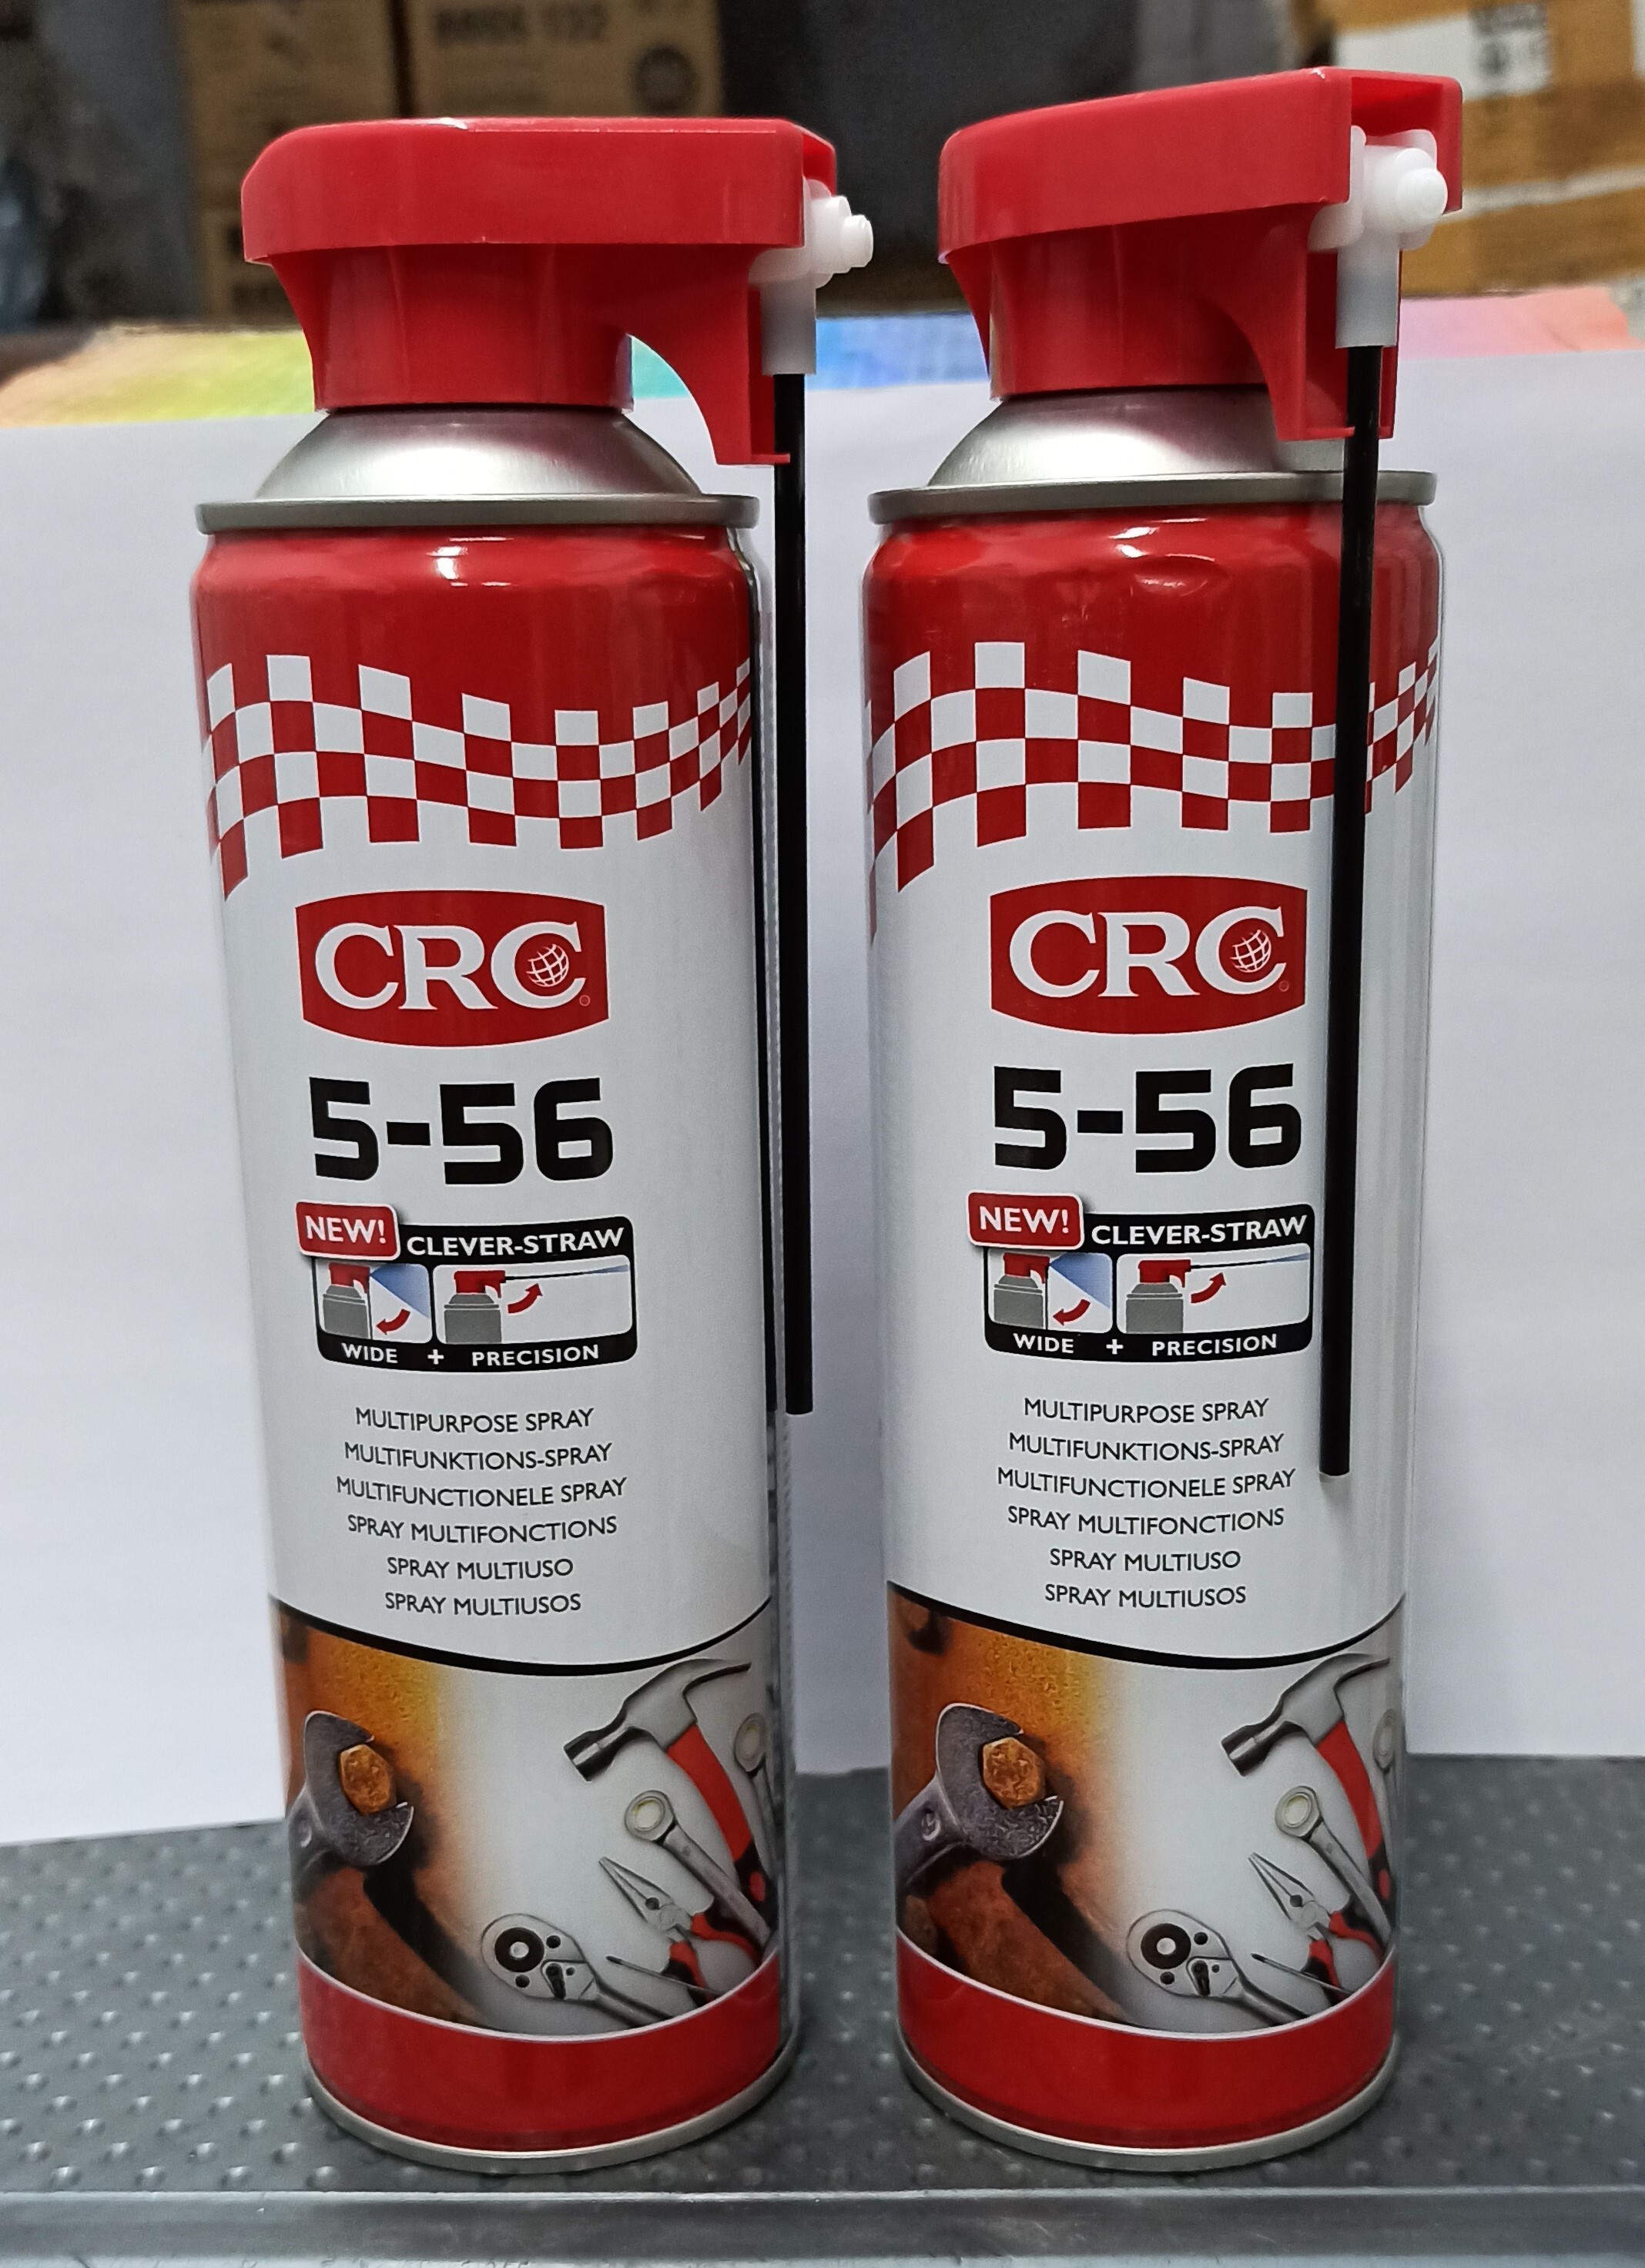 CRC
5-56
NEW! CLEVER-STRAW
WIDE + PRECISION
MULTIPURPOSE SPRAY
MULTIFUNKTIONS-SPRAY
MULTIFUNCTIONELE SPRAY
SPRAY MULTIFONCTIONS
SPRAY MULTIUSO
SPRAY MULTIUSOS
CRC
5-56
NEW! CLEVER-STRAW
WIDE + PRECISION
MULTIPURPOSE SPRAY
MULTIFUNKTIONS-SPRAY
MULTIFUNCTIONELE SPRAY
SPRAY MULTIFONCTIONS
SPRAY MULTIUSO
SPRAY MULTIUSOS